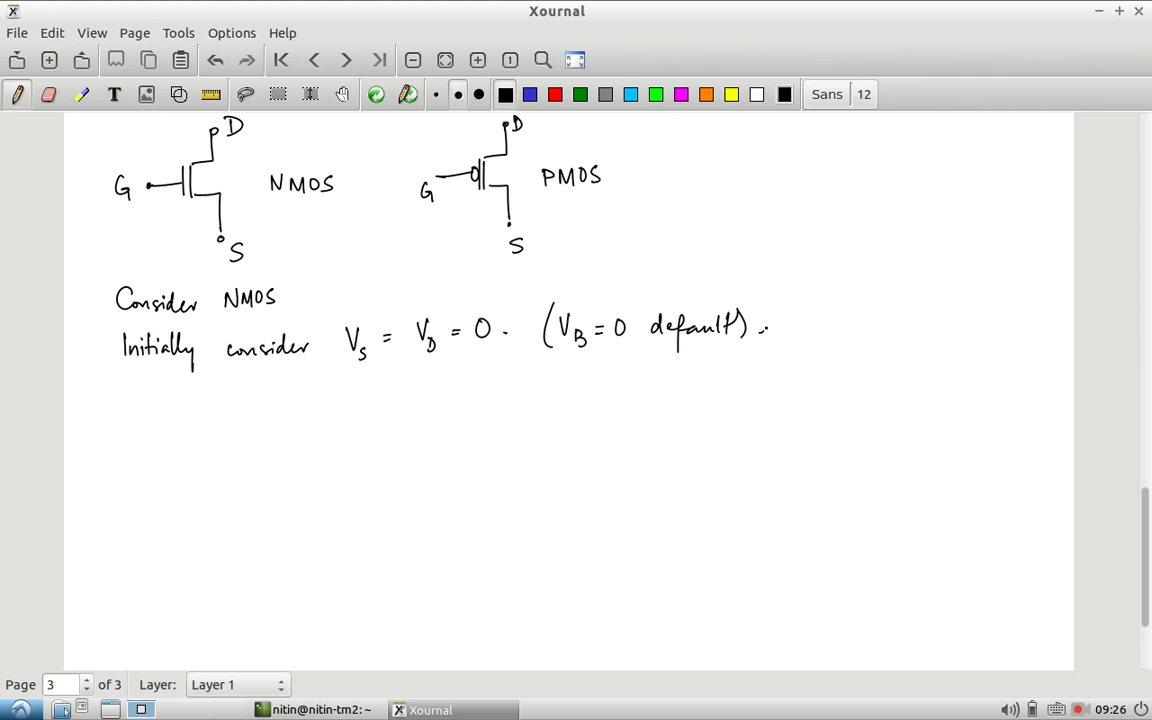 Xournal
File Edit View Page Tools Options Help
Sans 12
D D
G NMOS G PMOS
S S
Consider NMOS
Initially consider V_S = V_D = 0. (V_B = 0 default).
Page 3 of 3 Layer: Layer 1
nitin@nitin-tm2: ~ Xournal 09:26